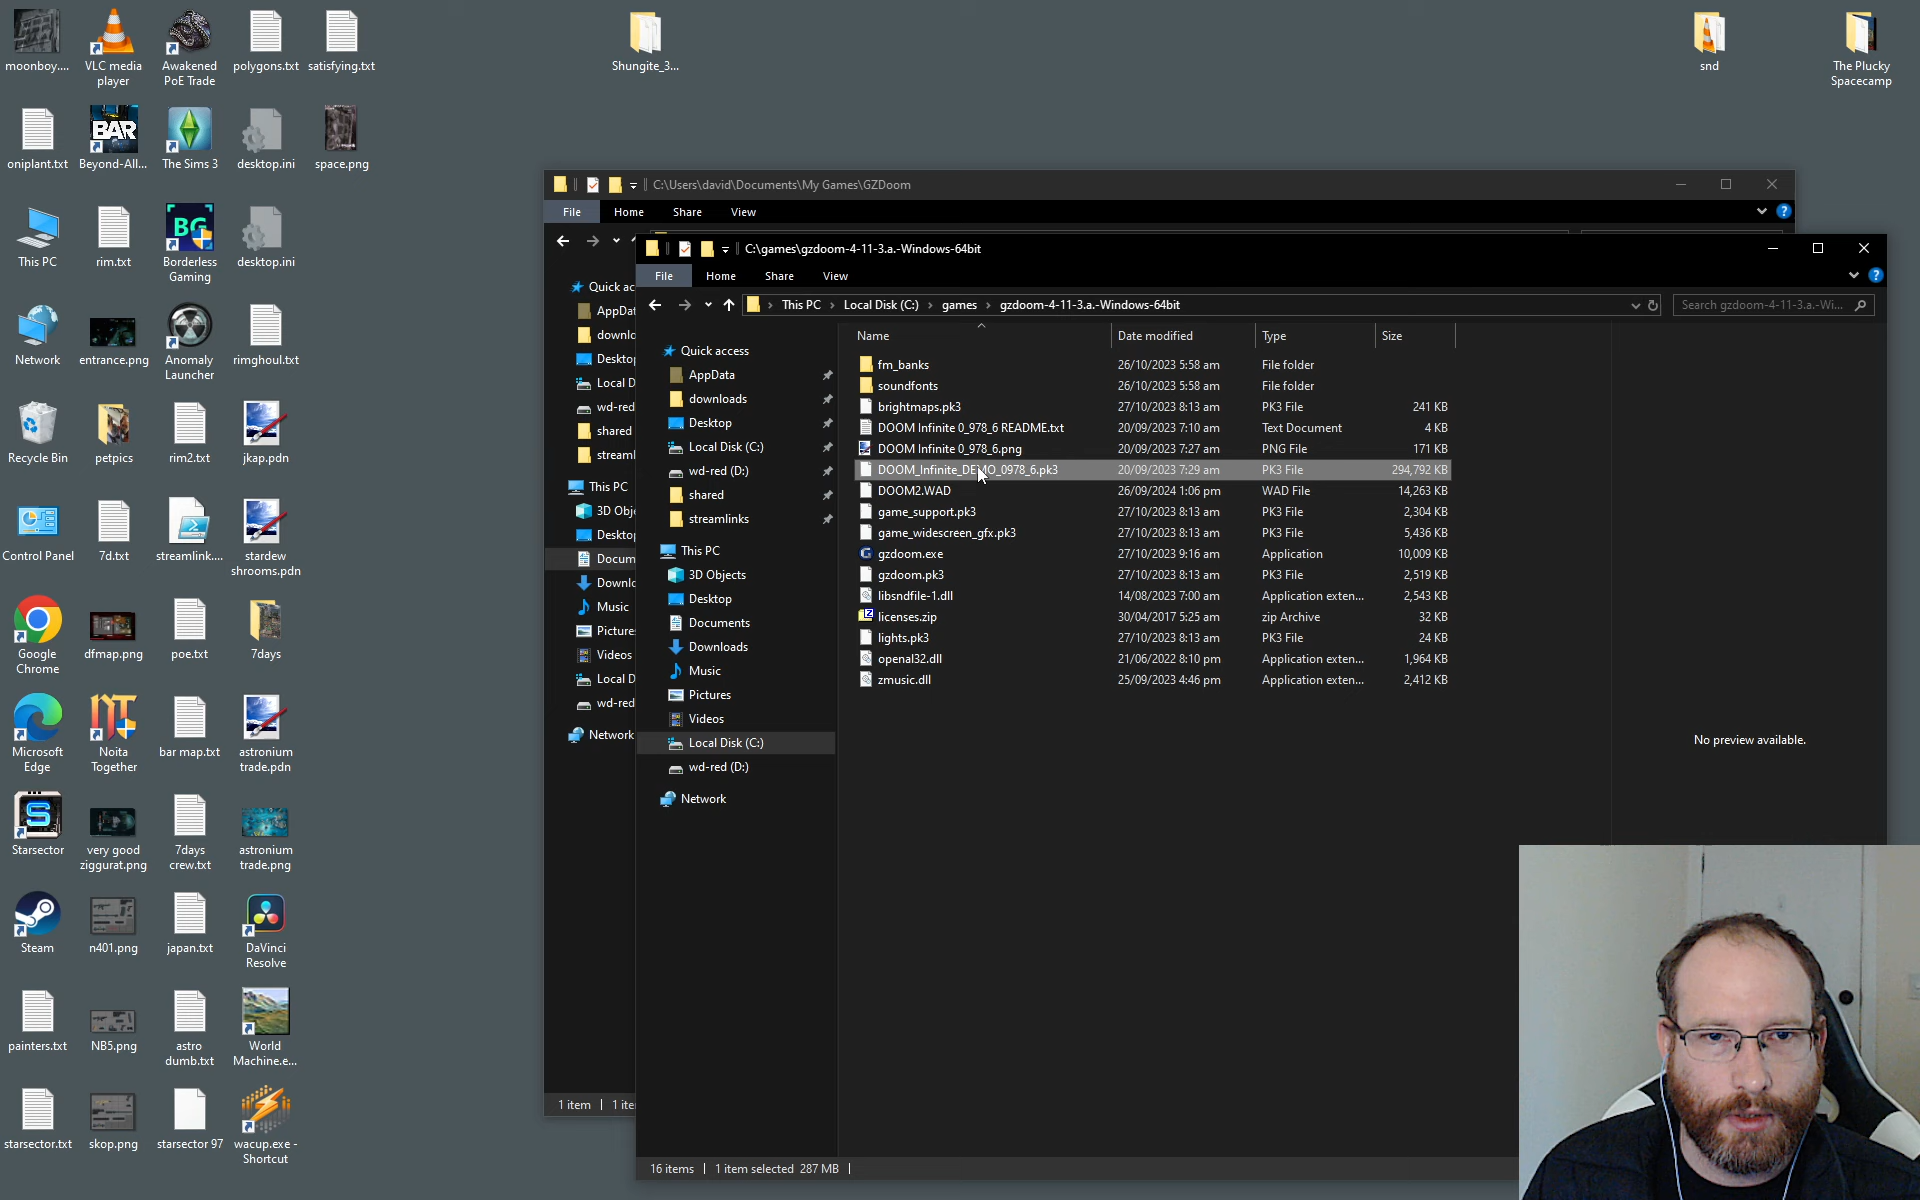 moonboy....
VLC media
player
Awakened
PoE Trade
polygons.txt
satisfying.txt
Shungite_3...
snd
The Plucky
Spacecamp
oniplant.txt
Beyond-All...
The Sims 3
desktop.ini
space.png
This PC
rim.txt
Borderless
Gaming
desktop.ini
Network
entrance.png
Anomaly
Launcher
rimghoul.txt
Recycle Bin
petpics
rim2.txt
jkap.pdn
Control Panel
7d.txt
streamlink....
stardew
shrooms.pdn
Google
Chrome
dfmap.png
poe.txt
7days
Microsoft
Edge
Noita
Together
bar map.txt
astronium
trade.pdn
Starsector
very good
ziggurat.png
7days
crew.txt
astronium
trade.png
Steam
n401.png
japan.txt
DaVinci
Resolve
painters.txt
NB5.png
astro
dumb.txt
World
Machine.e...
starsector.txt
skop.png
starsector 97
wacup.exe -
Shortcut
C:\Users\david\Documents\My Games\GZDoom
File Home Share View
Quick ac
AppDat
downlo
Desktop
Local D
wd-red
shared
streaml
This PC
3D Obje
Desktop
Docum
Downlo
Music
Pictures
Videos
Local D
wd-red
Network
1 item 1 ite
C:\games\gzdoom-4-11-3.a.-Windows-64bit
File Home Share View
This PC Local Disk (C:) games gzdoom-4-11-3.a.-Windows-64bit
Search gzdoom-4-11-3.a.-Wi...
Quick access
AppData
downloads
Desktop
Local Disk (C:)
wd-red (D:)
shared
streamlinks
This PC
3D Objects
Desktop
Documents
Downloads
Music
Pictures
Videos
Local Disk (C:)
wd-red (D:)
Network
Name Date modified Type Size
fm_banks 26/10/2023 5:58 am File folder
soundfonts 26/10/2023 5:58 am File folder
brightmaps.pk3 27/10/2023 8:13 am PK3 File 241 KB
DOOM Infinite 0_978_6 README.txt 20/09/2023 7:10 am Text Document 4 KB
DOOM Infinite 0_978_6.png 20/09/2023 7:27 am PNG File 171 KB
DOOM_Infinite_DEMO_0978_6.pk3 20/09/2023 7:29 am PK3 File 294,792 KB
DOOM2.WAD 26/09/2024 1:06 pm WAD File 14,263 KB
game_support.pk3 27/10/2023 8:13 am PK3 File 2,304 KB
game_widescreen_gfx.pk3 27/10/2023 8:13 am PK3 File 5,436 KB
gzdoom.exe 27/10/2023 9:16 am Application 10,009 KB
gzdoom.pk3 27/10/2023 8:13 am PK3 File 2,519 KB
libsndfile-1.dll 14/08/2023 7:00 am Application exten... 2,543 KB
licenses.zip 30/04/2017 5:25 am zip Archive 32 KB
lights.pk3 27/10/2023 8:13 am PK3 File 24 KB
openal32.dll 21/06/2022 8:10 pm Application exten... 1,964 KB
zmusic.dll 25/09/2023 4:46 pm Application exten... 2,412 KB
No preview available.
16 items 1 item selected 287 MB